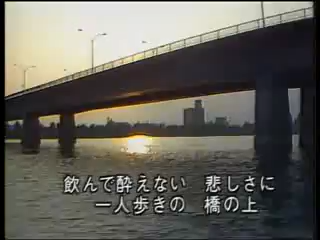 飲んで酔えない 悲しさに
一人歩きの 橋の上